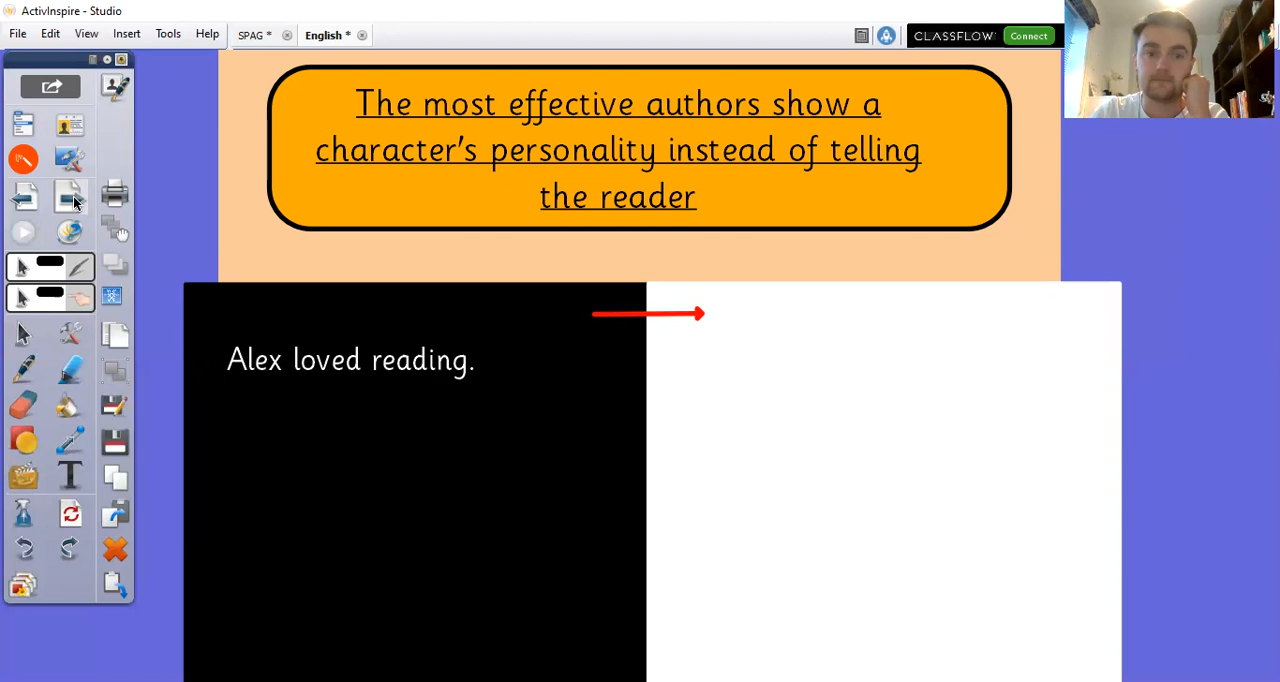 ActivInspire - Studio
File Edit View Insert Tools Help
SPAG * English *
CLASSFLOW Connect
The most effective authors show a
character's personality instead of telling
the reader
Alex loved reading.
T